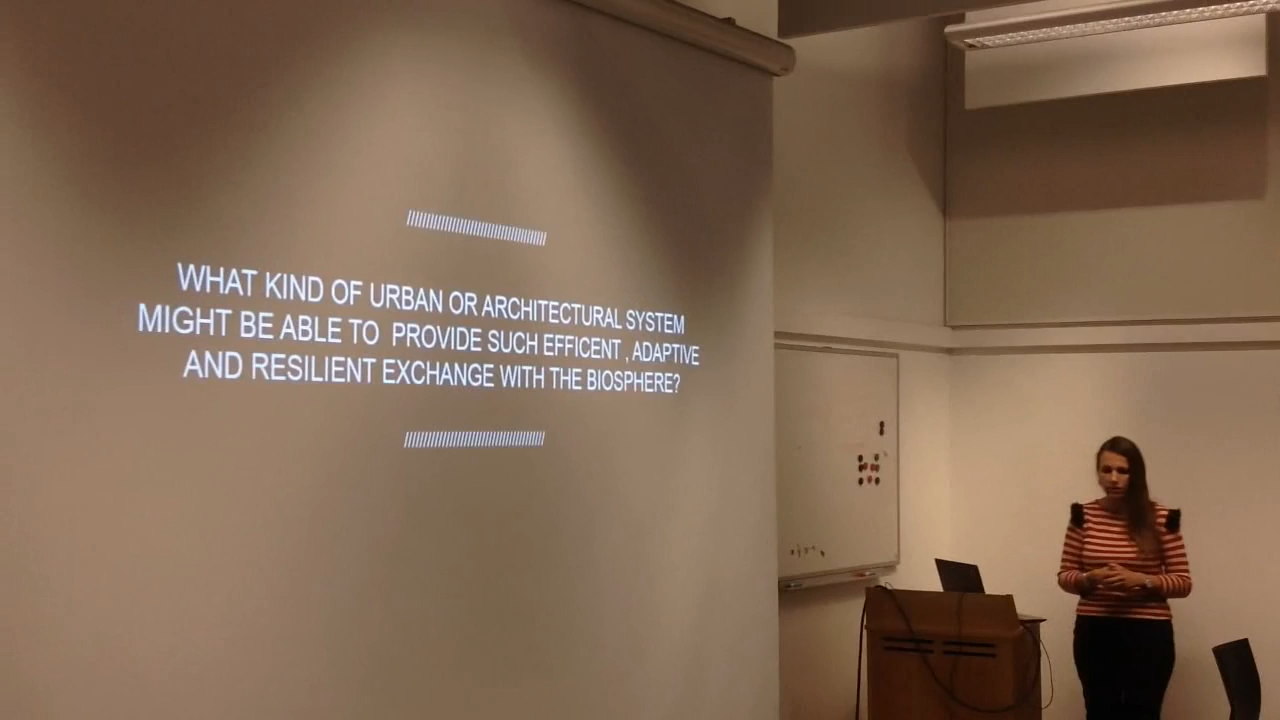 WHAT KIND OF URBAN OR ARCHITECTURAL SYSTEM
MIGHT BE ABLE TO PROVIDE SUCH EFFICENT , ADAPTIVE
AND RESILIENT EXCHANGE WITH THE BIOSPHERE?